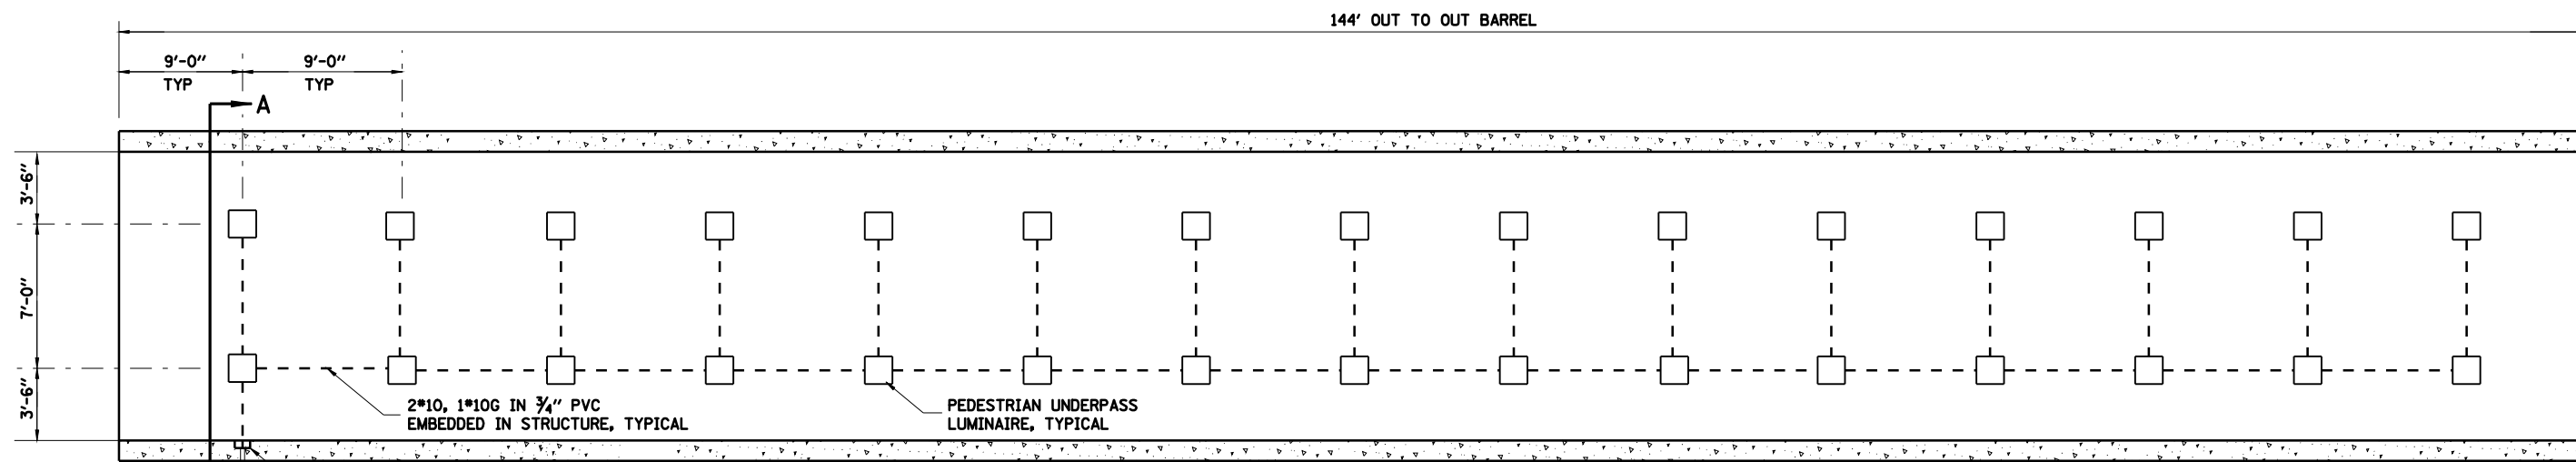 144' OUT TO OUT BARREL
9'-0"
TYP
9'-0"
TYP
A
3'-6"
7'-0"
3'-6"
2#10, 1#10G IN 3/4" PVC
EMBEDDED IN STRUCTURE, TYPICAL
PEDESTRIAN UNDERPASS
LUMINAIRE, TYPICAL